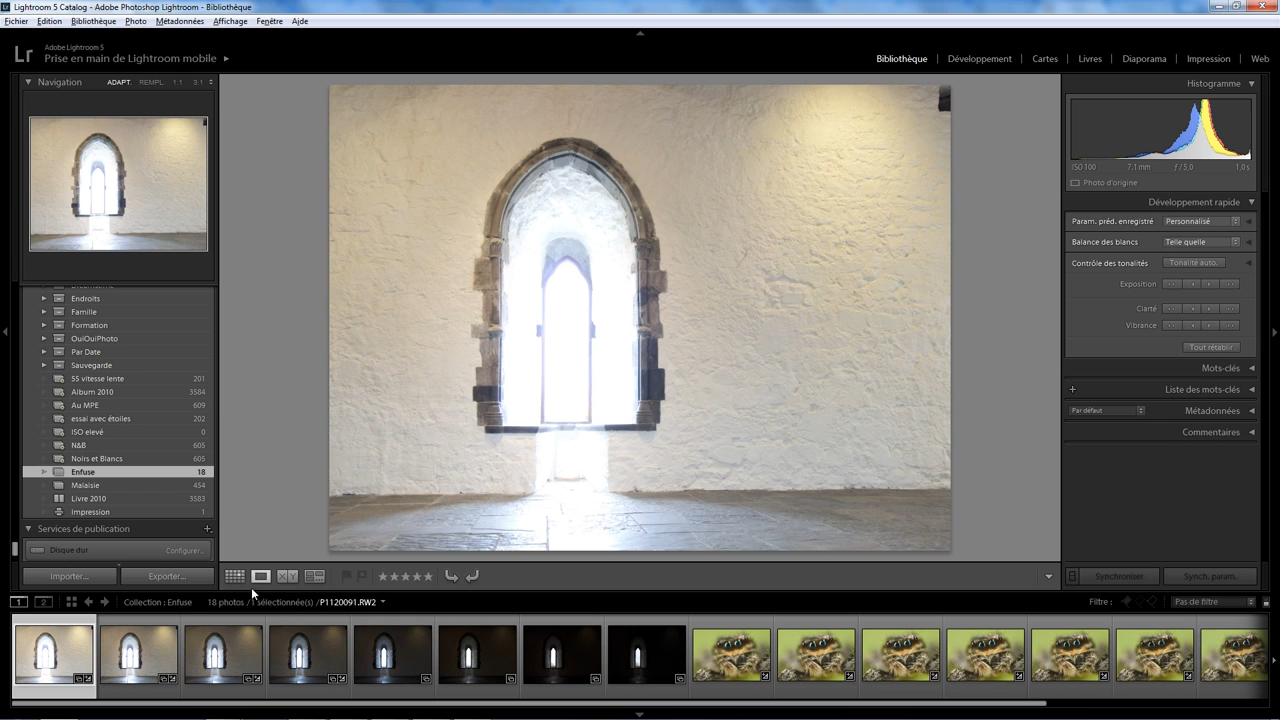 Lightroom 5 Catalog - Adobe Photoshop Lightroom - Bibliothèque
Fichier Edition Bibliothèque Photo Métadonnées Affichage Fenêtre Aide
Lr
Adobe Lightroom 5
Prise en main de Lightroom mobile
Bibliothèque | Développement | Cartes | Livres | Diaporama | Impression | Web
Navigation ADAPT. REMPL. 1:1 3:1
Endroits
Famille
Formation
OuiOuiPhoto
Par Date
Sauvegarde
55 vitesse lente 201
Album 2010 3584
Au MPE 609
essai avec étoiles 202
ISO elevé 0
N&B 605
Noirs et Blancs 605
Enfuse 18
Malaisie 454
Livre 2010 3583
Impression 1
Services de publication +
Disque dur Configurer...
Importer... Exporter...
Histogramme
ISO 100 7.1 mm ƒ / 5,0 1,0 s
Photo d'origine
Développement rapide
Param. préd. enregistré Personnalisé
Balance des blancs Telle quelle
Contrôle des tonalités Tonalité auto.
Exposition
Clarté
Vibrance
Tout rétablir
Mots-clés
+ Liste des mots-clés
Par défaut Métadonnées
Commentaires
X Y
Synchroniser Synch. param.
1 2 Collection : Enfuse 18 photos / 1 sélectionnée(s) / P1120091.RW2 Filtre : Pas de filtre